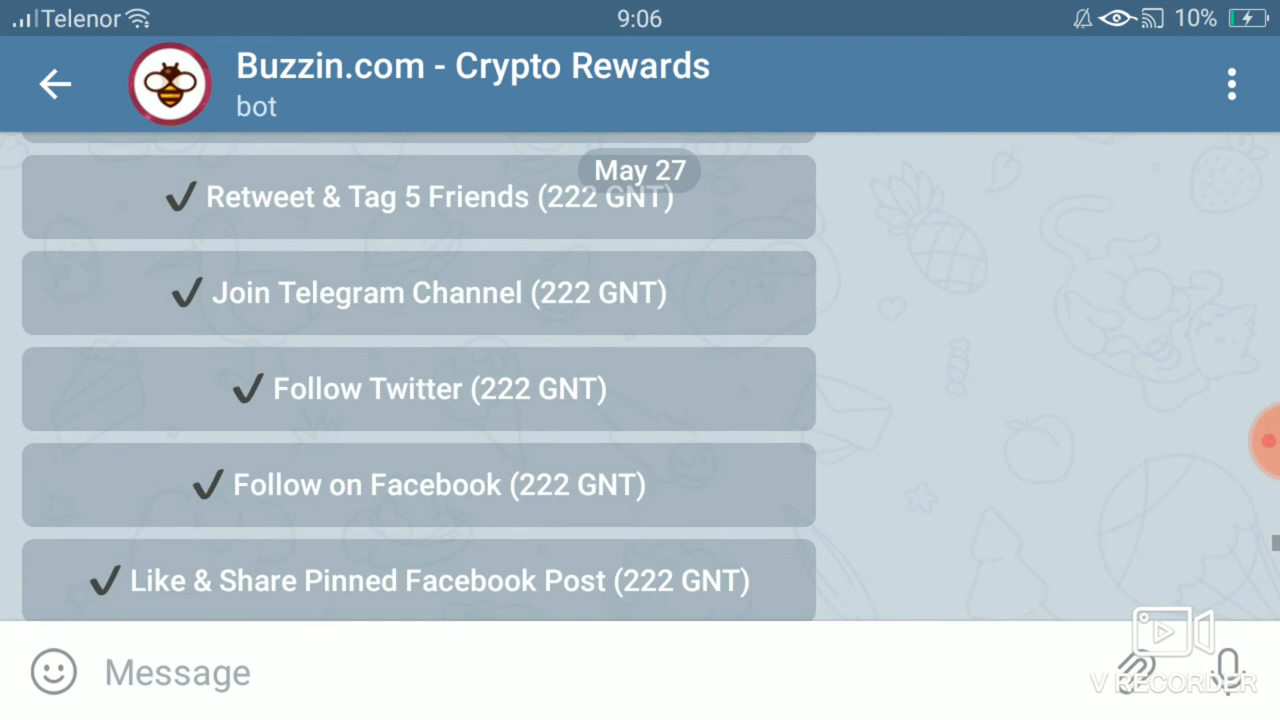 Telenor 9:06 10%
Buzzin.com - Crypto Rewards
bot
May 27
✔ Retweet & Tag 5 Friends (222 GNT)
✔ Join Telegram Channel (222 GNT)
✔ Follow Twitter (222 GNT)
✔ Follow on Facebook (222 GNT)
✔ Like & Share Pinned Facebook Post (222 GNT)
Message
V RECORDER